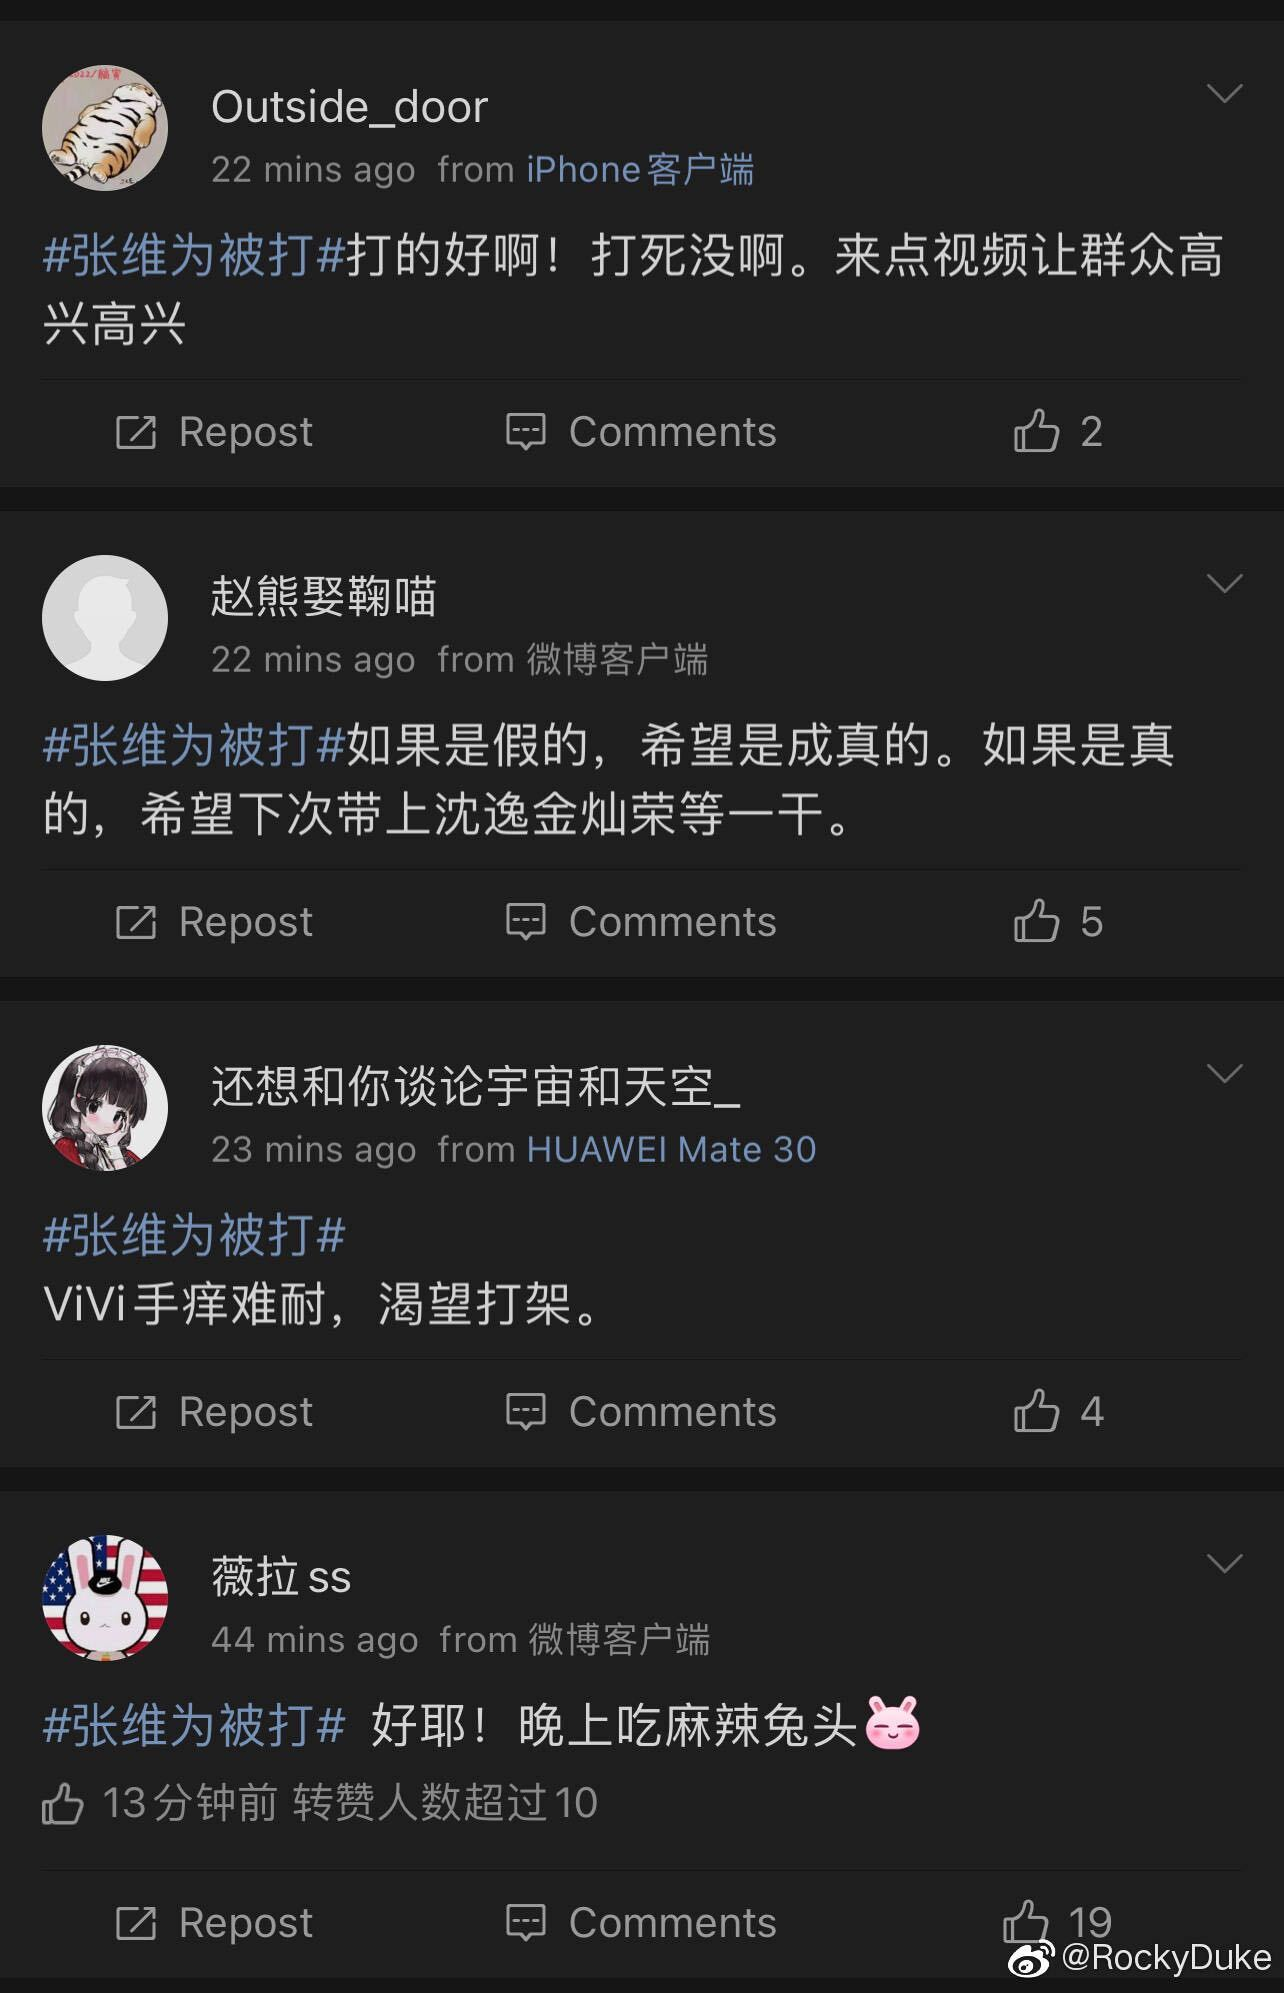 2022/
Outside_door
22 mins ago from iPhone客户端
#张维为被打#打的好啊！打死没啊。来点视频让群众高
兴高兴
Repost Comments 2
赵熊娶鞠喵
22 mins ago from 微博客户端
#张维为被打#如果是假的，希望是成真的。如果是真
的，希望下次带上沈逸金灿荣等一干。
Repost Comments 5
还想和你谈论宇宙和天空_
23 mins ago from HUAWEI Mate 30
#张维为被打#
ViVi手痒难耐，渴望打架。
Repost Comments 4
薇拉ss
44 mins ago from 微博客户端
#张维为被打# 好耶！晚上吃麻辣兔头
13分钟前 转赞人数超过10
Repost Comments 19
@RockyDuke